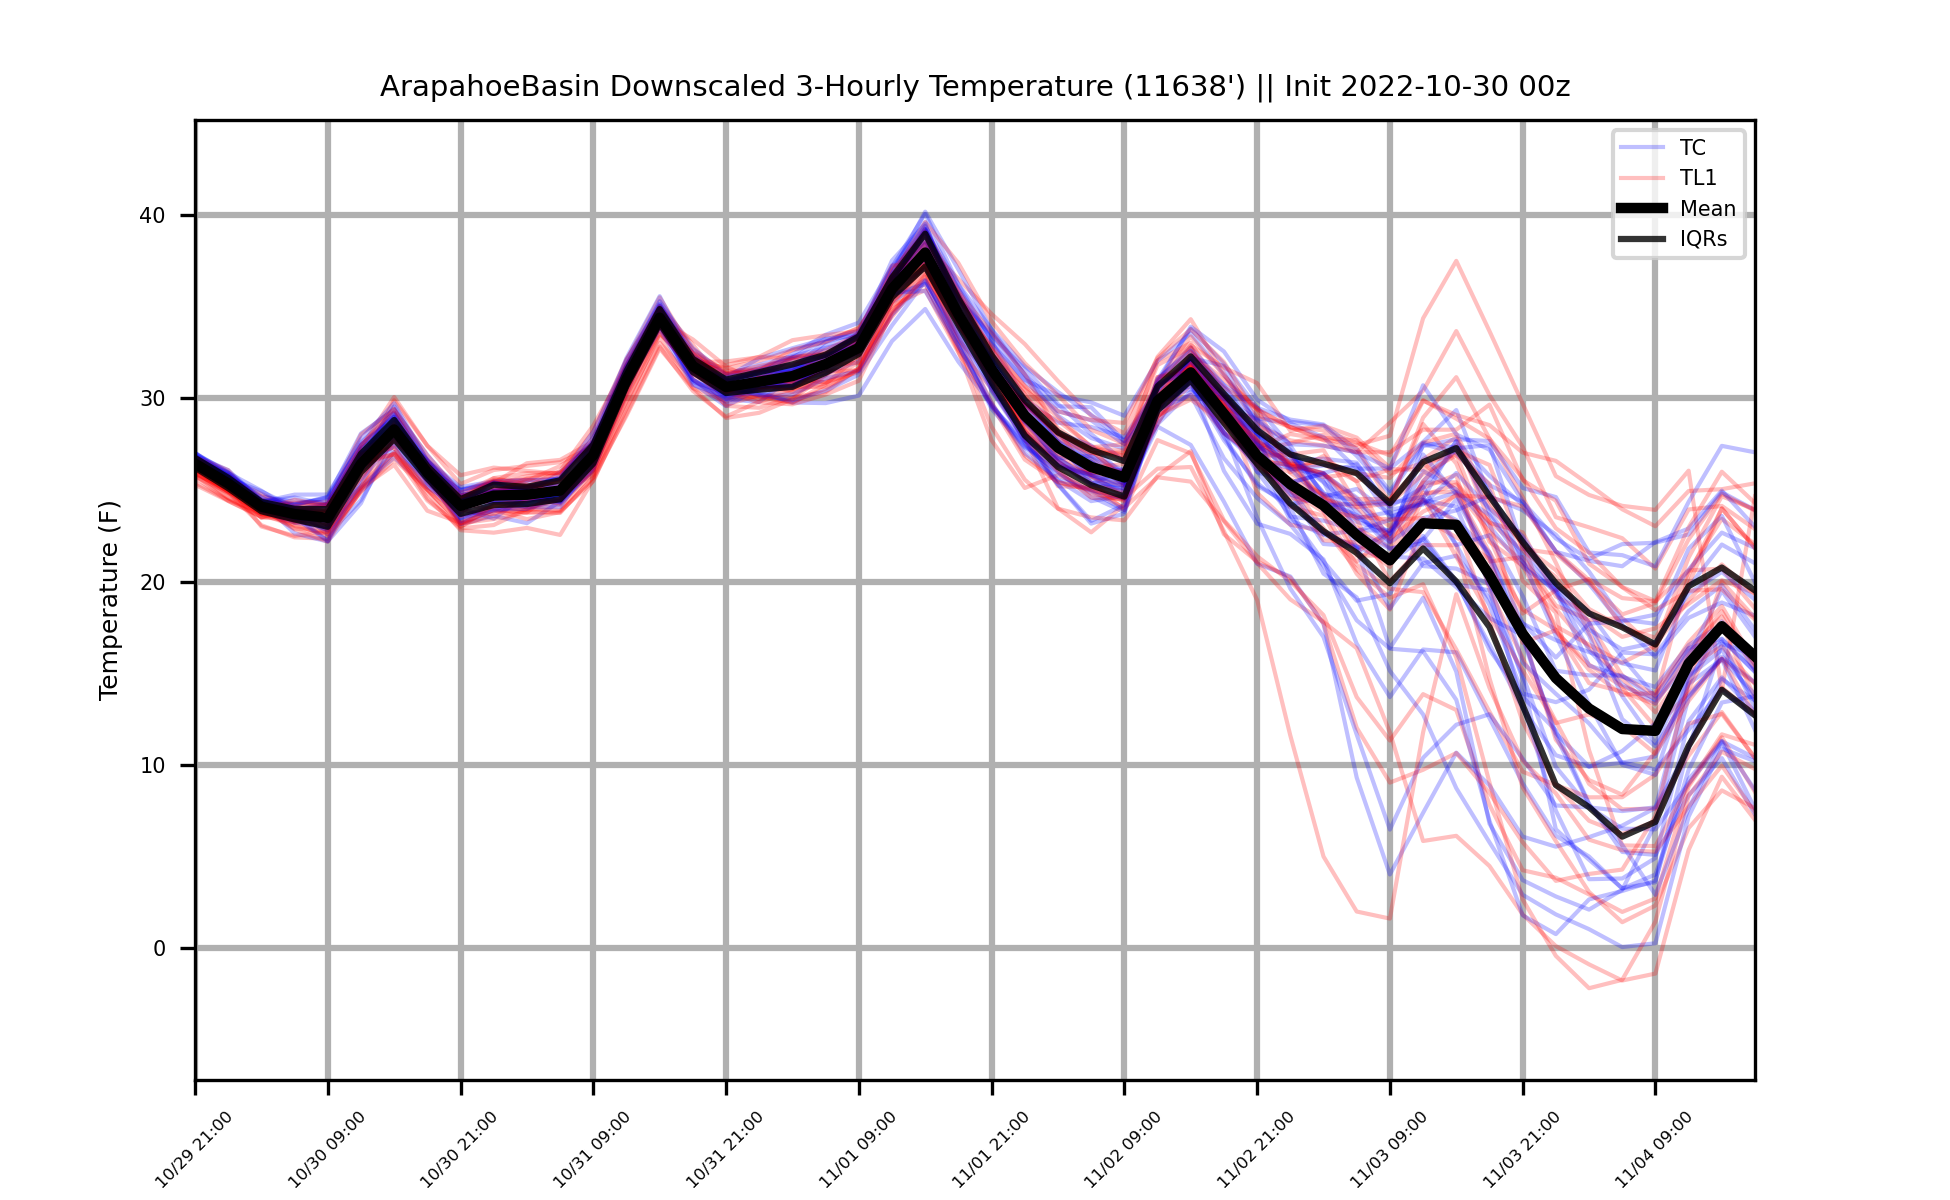 ArapahoeBasin Downscaled 3-Hourly Temperature (11638') || Init 2022-10-30 00z
TC
TL1
Mean
IQRs
Temperature (F)
40
30
20
10
0
10/29 21:00
10/30 09:00
10/30 21:00
10/31 09:00
10/31 21:00
11/01 09:00
11/01 21:00
11/02 09:00
11/02 21:00
11/03 09:00
11/03 21:00
11/04 09:00